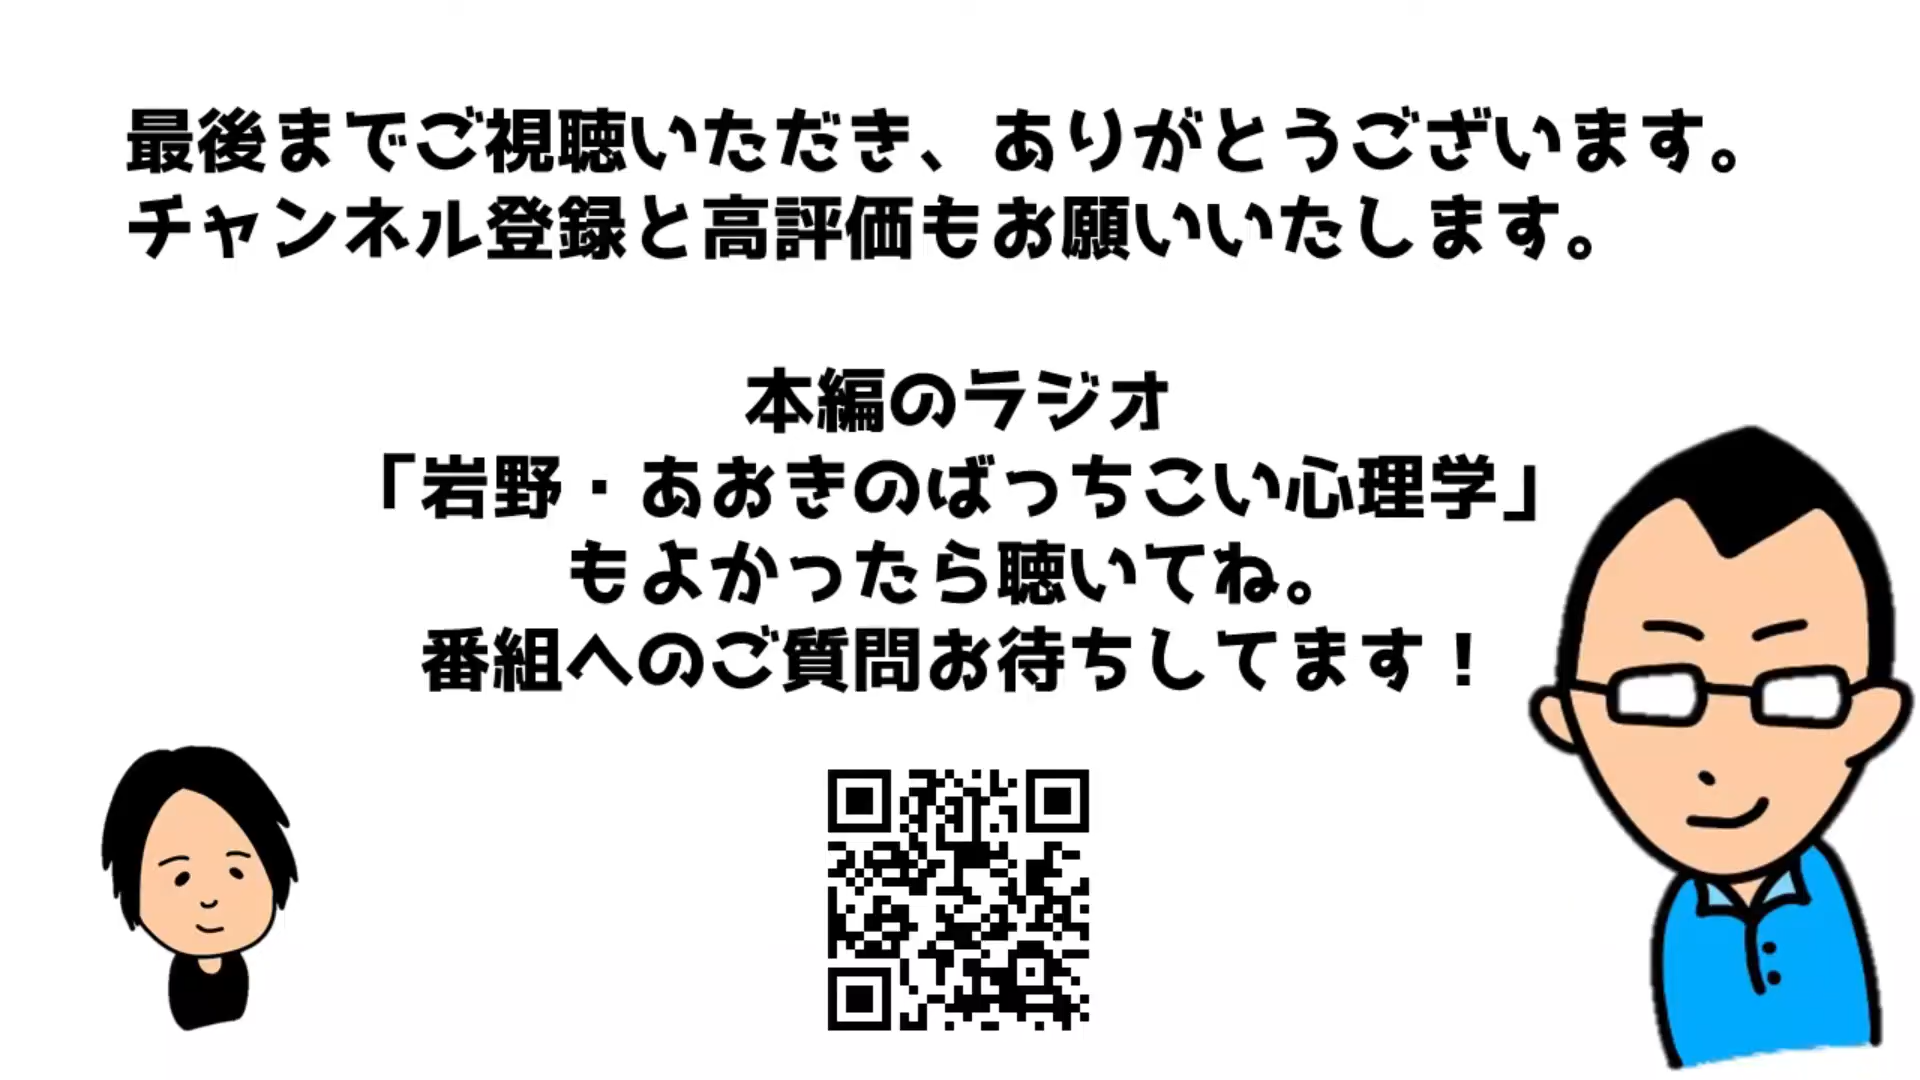 最後までご視聴いただき、ありがとうございます。
チャンネル登録と高評価もお願いいたします。
本編のラジオ
「岩野・あおきのばっちこい心理学」
もよかったら聴いてね。
番組へのご質問お待ちしてます！